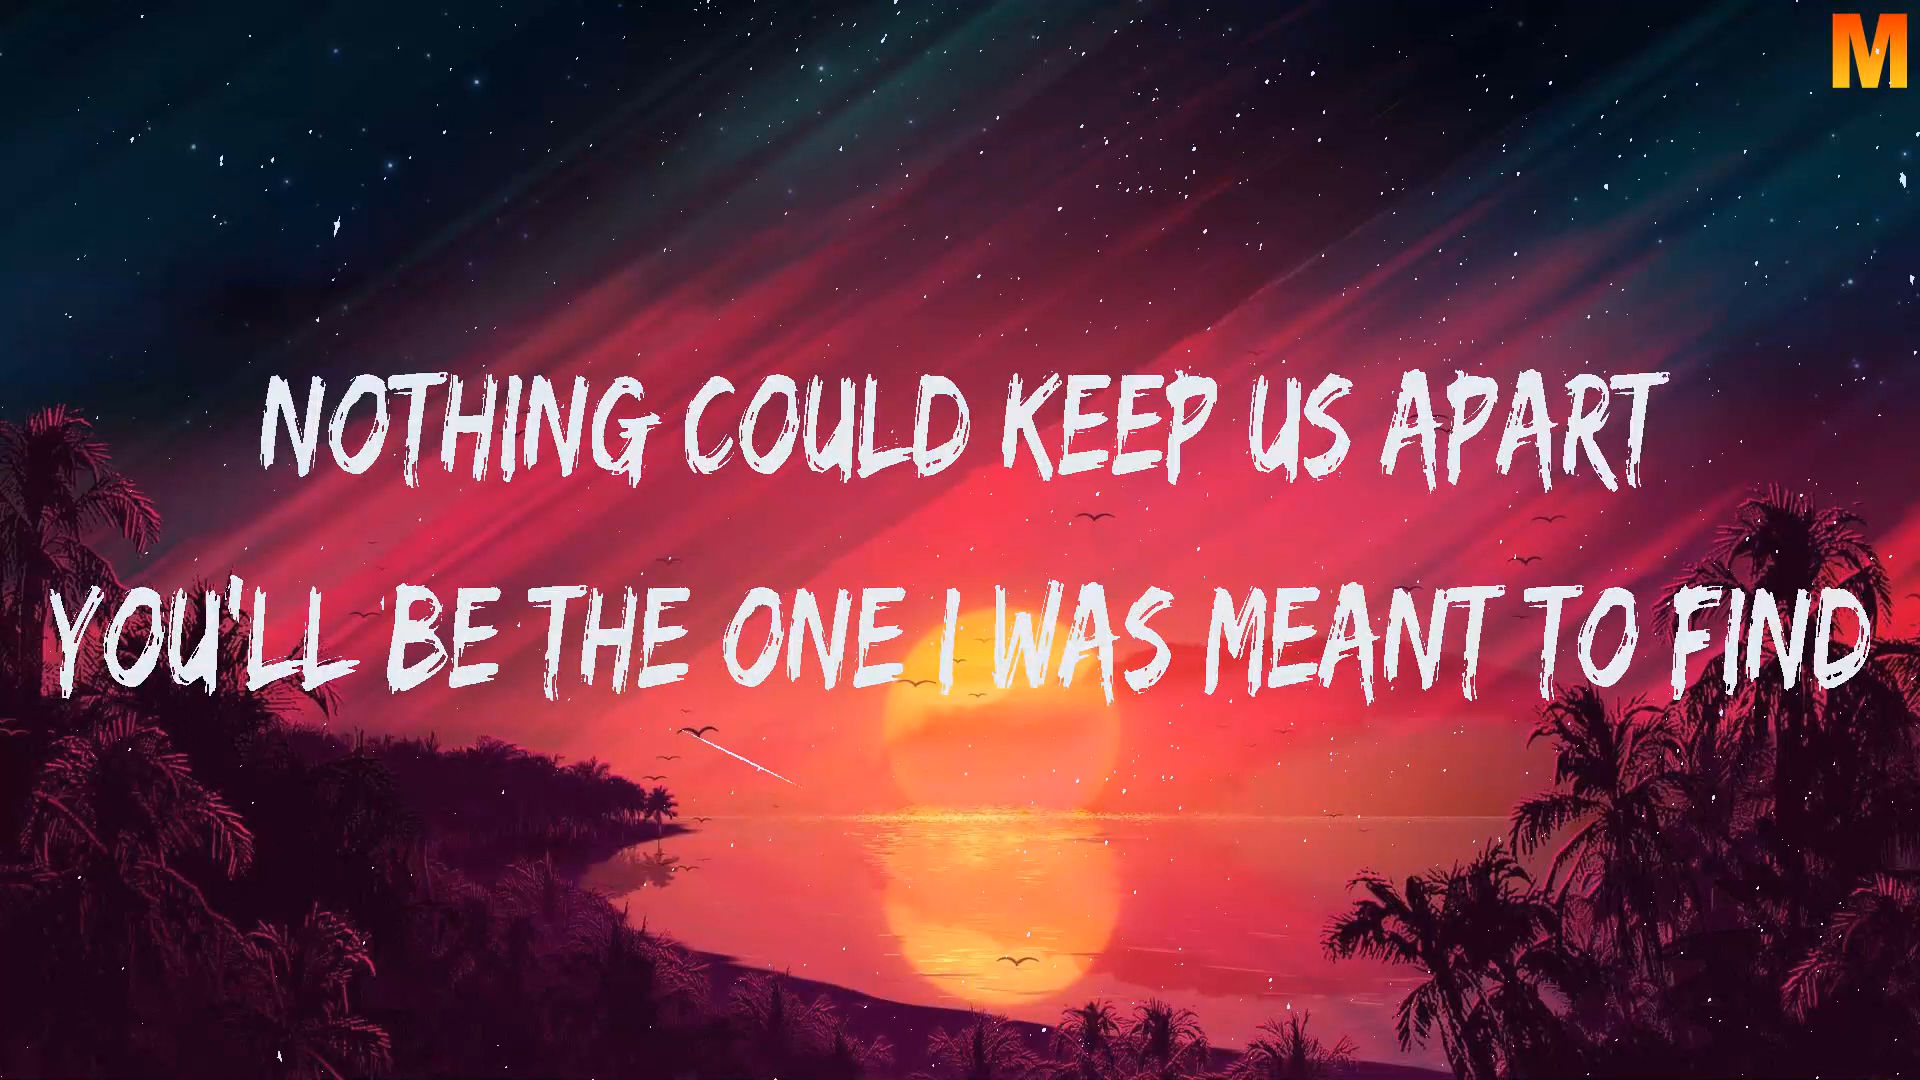 M
NOTHING COULD KEEP US APART
YOU'LL BE THE ONE I WAS MEANT TO FIND